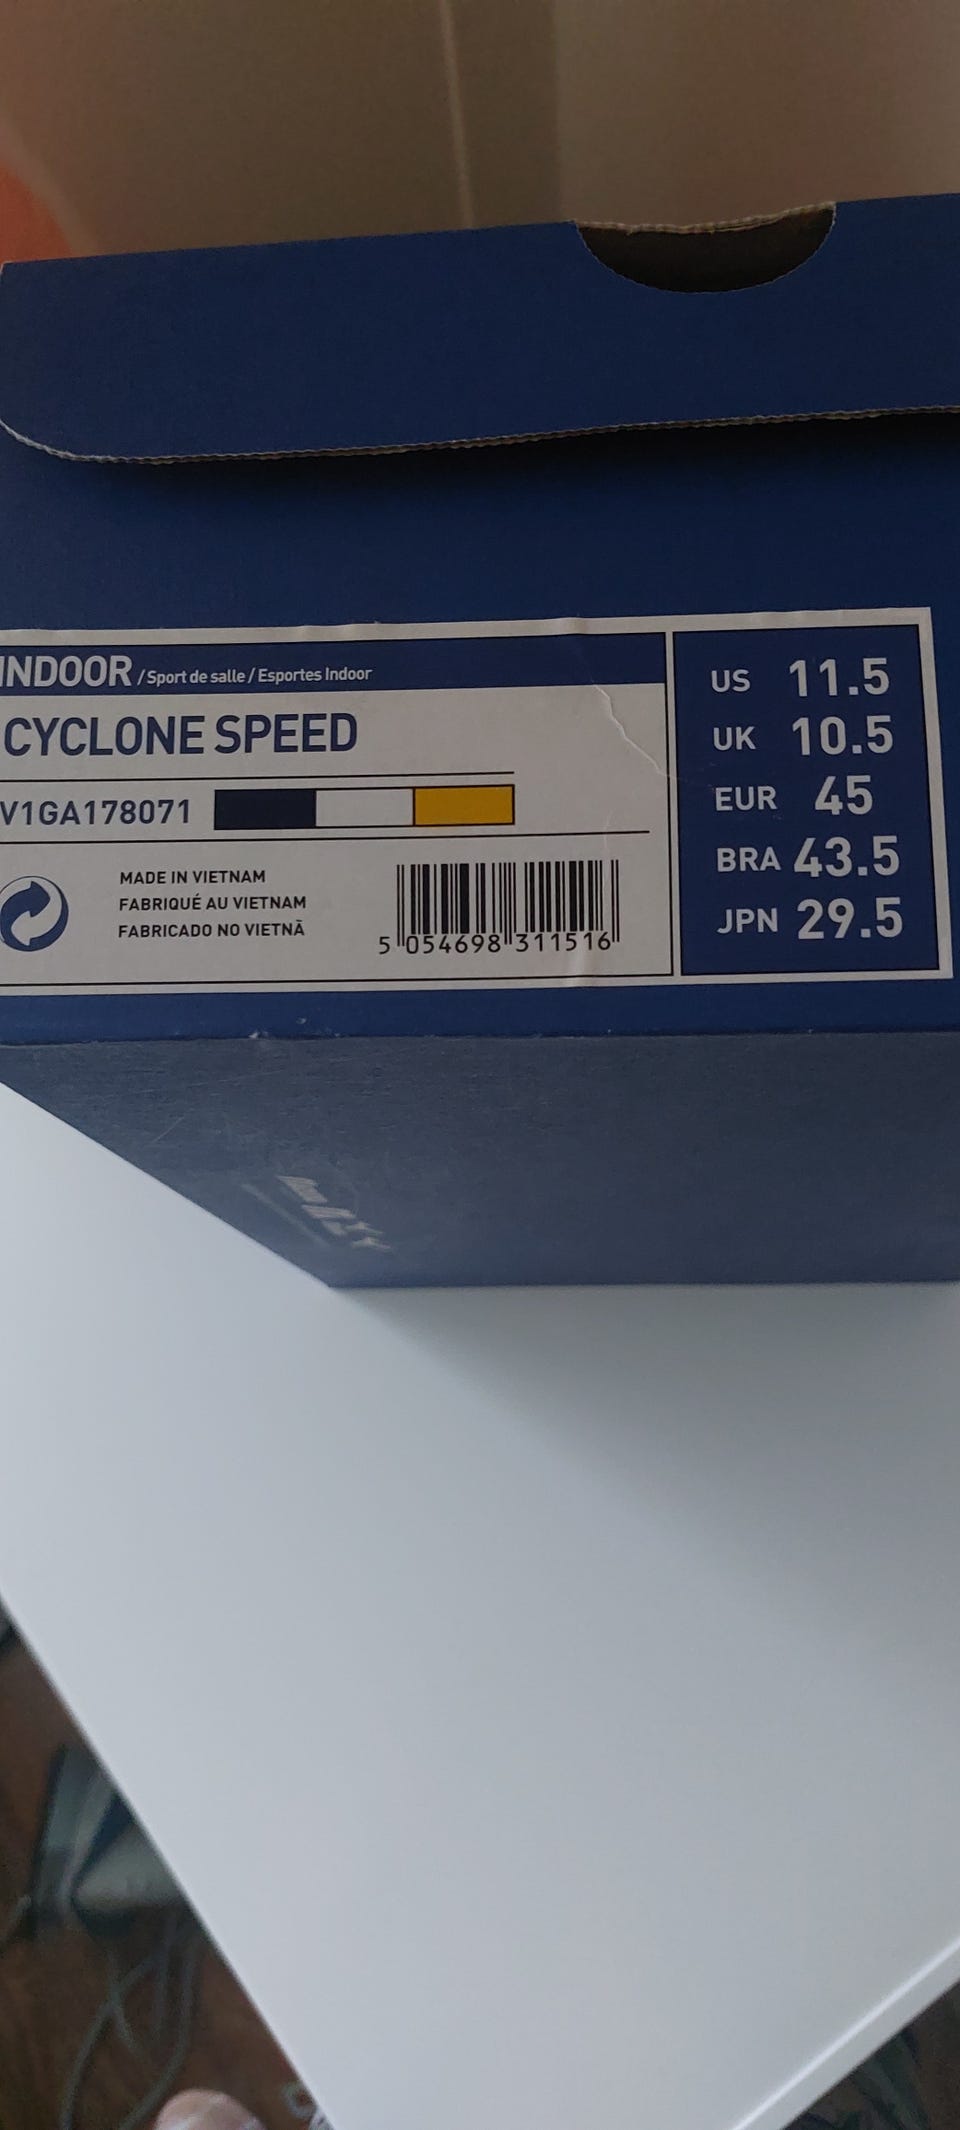 INDOOR / Sport de salle / Esportes Indoor
CYCLONE SPEED
V1GA178071
MADE IN VIETNAM
FABRIQUÉ AU VIETNAM
FABRICADO NO VIETNÃ
5 054698 311516
US 11.5
UK 10.5
EUR 45
BRA 43.5
JPN 29.5